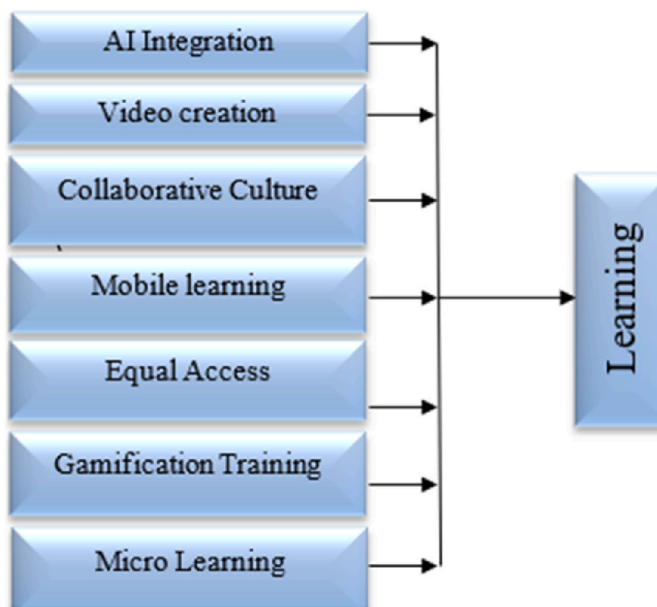 AI Integration
Video creation
Collaborative Culture
Mobile learning
Equal Access
Gamification Training
Micro Learning
Learning